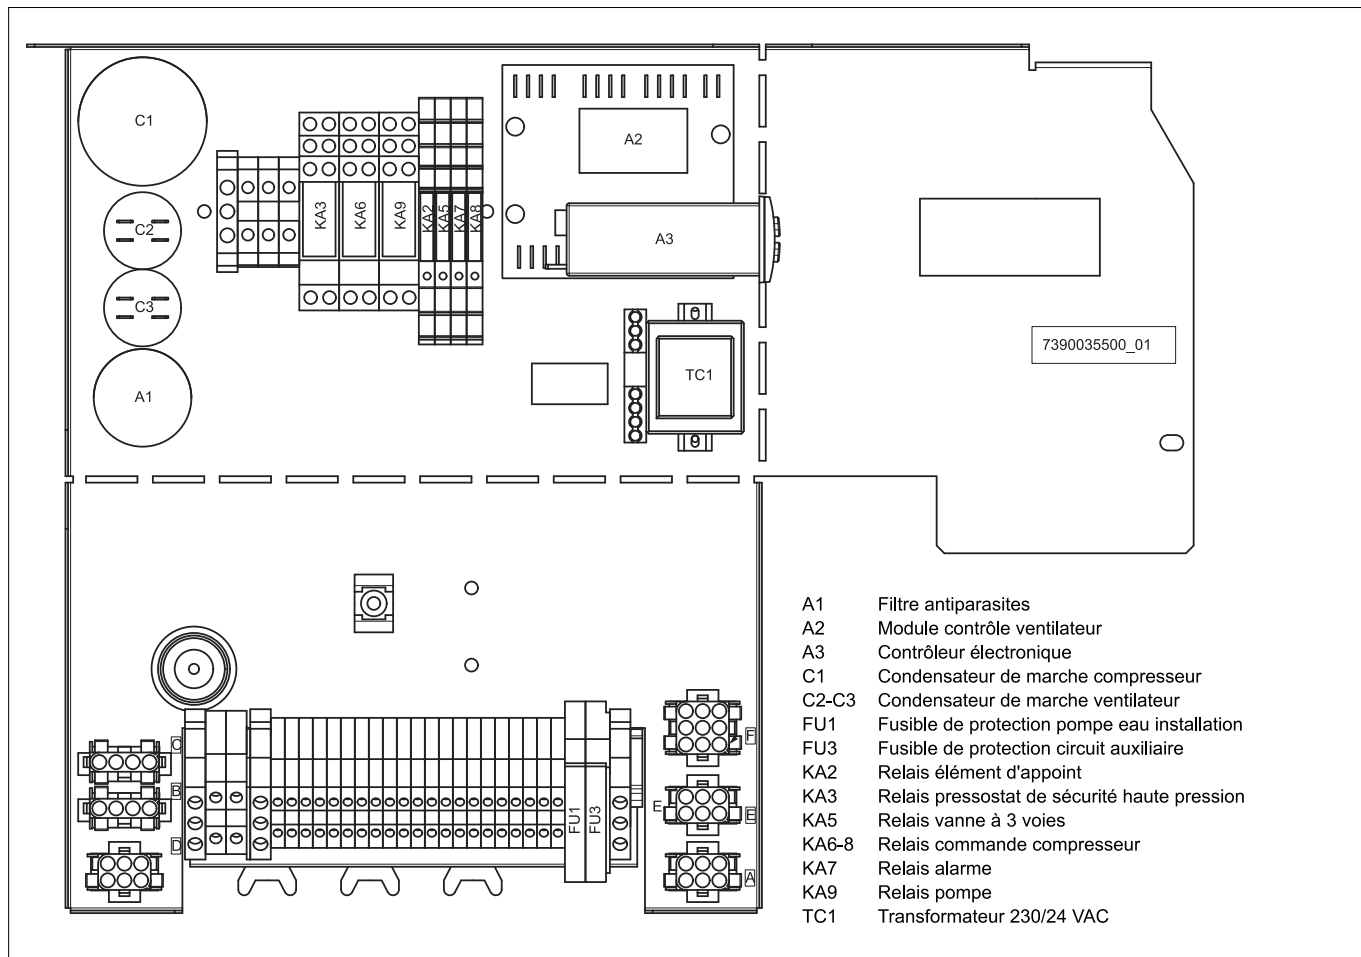 C1
A2
KA3
KA6
KA9
KA2
KA5
KA7
KA8
C2
A3
C3
7390035500_01
TC1
A1
A1 Filtre antiparasites
A2 Module contrôle ventilateur
A3 Contrôleur électronique
C1 Condensateur de marche compresseur
C2-C3 Condensateur de marche ventilateur
FU1 Fusible de protection pompe eau installation
FU3 Fusible de protection circuit auxiliaire
KA2 Relais élément d'appoint
KA3 Relais pressostat de sécurité haute pression
KA5 Relais vanne à 3 voies
KA6-8 Relais commande compresseur
KA7 Relais alarme
KA9 Relais pompe
TC1 Transformateur 230/24 VAC
C
B
D
FU1
FU3
E
F
E
A